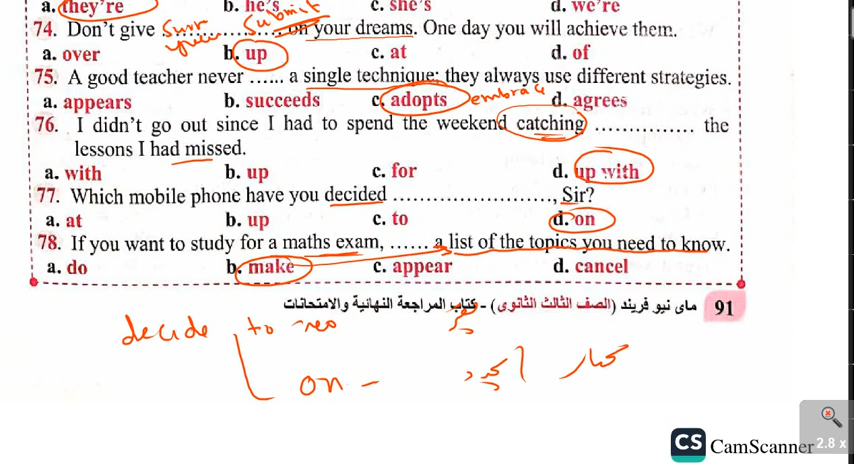 a. they're b. he's c. she's d. we're
Submit
74. Don't give ............ on your dreams. One day you will achieve them.
a. over b. up c. at d. of
75. A good teacher never ...... a single technique; they always use different strategies.
a. appears b. succeeds c. adopts embrace d. agrees
76. I didn't go out since I had to spend the weekend catching .............. the
lessons I had missed.
a. with b. up c. for d. up with
77. Which mobile phone have you decided ........................, Sir?
a. at b. up c. to d. on
78. If you want to study for a maths exam, ...... a list of the topics you need to know.
a. do b. make c. appear d. cancel
ماى نيو فريند (الصف الثالث الثانوى) - كتاب المراجعة النهائية والامتحانات 91
decide to
on -
CS CamScanner 2.8 x